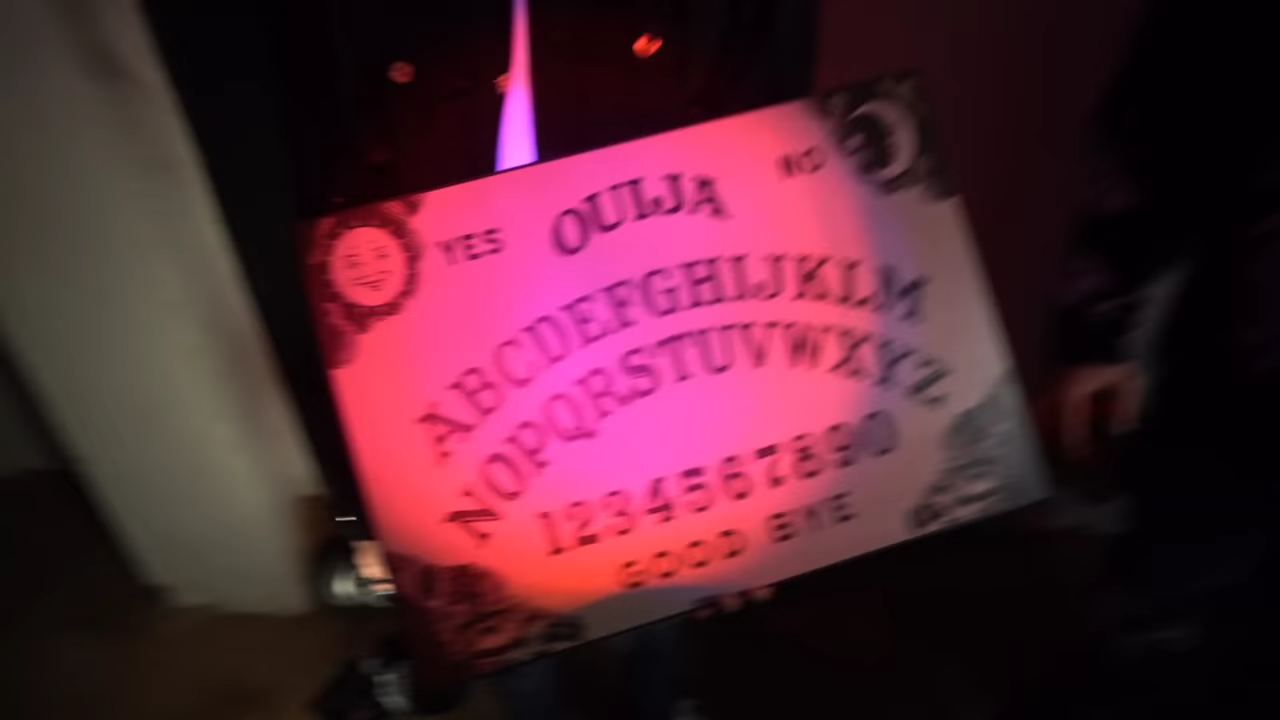 YES OUIJA NO
ABCDEFGHIJKLM
NOPQRSTUVWXYZ
1234567890
GOOD BYE